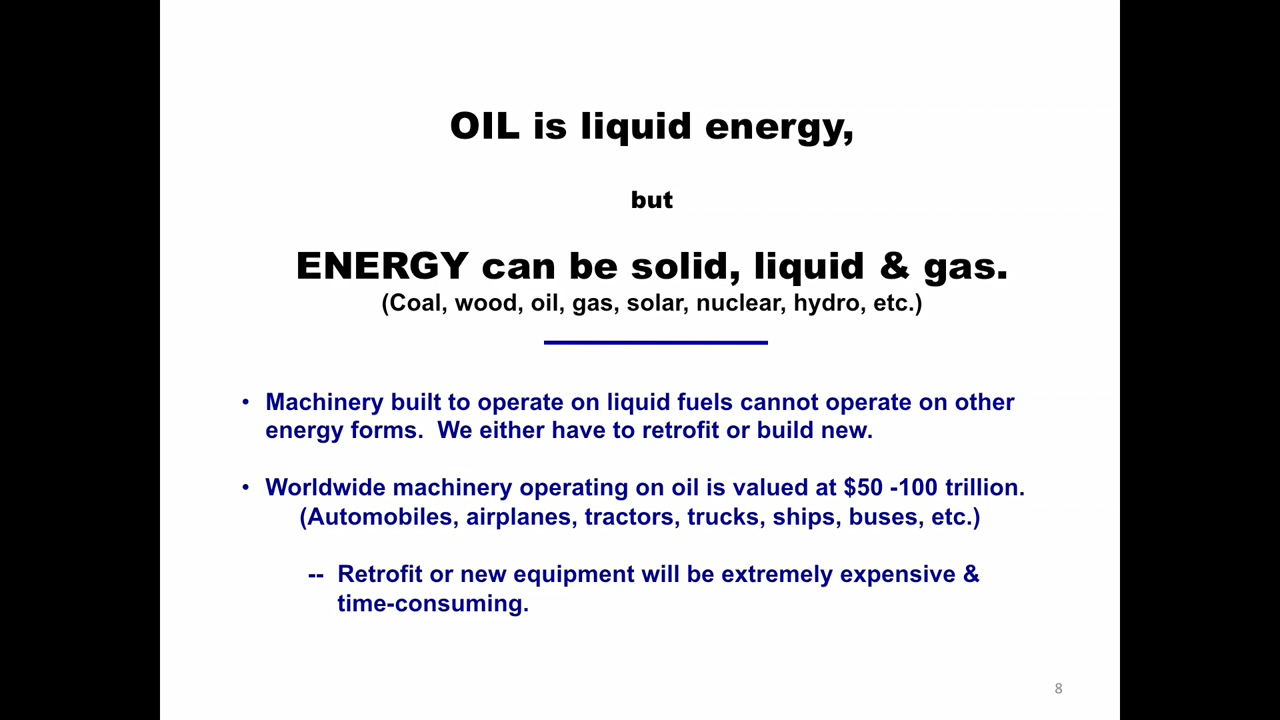 OIL is liquid energy,
but
ENERGY can be solid, liquid & gas.
(Coal, wood, oil, gas, solar, nuclear, hydro, etc.)
• Machinery built to operate on liquid fuels cannot operate on other
energy forms.  We either have to retrofit or build new.
• Worldwide machinery operating on oil is valued at $50 -100 trillion.
(Automobiles, airplanes, tractors, trucks, ships, buses, etc.)
-- Retrofit or new equipment will be extremely expensive &
time-consuming.
8